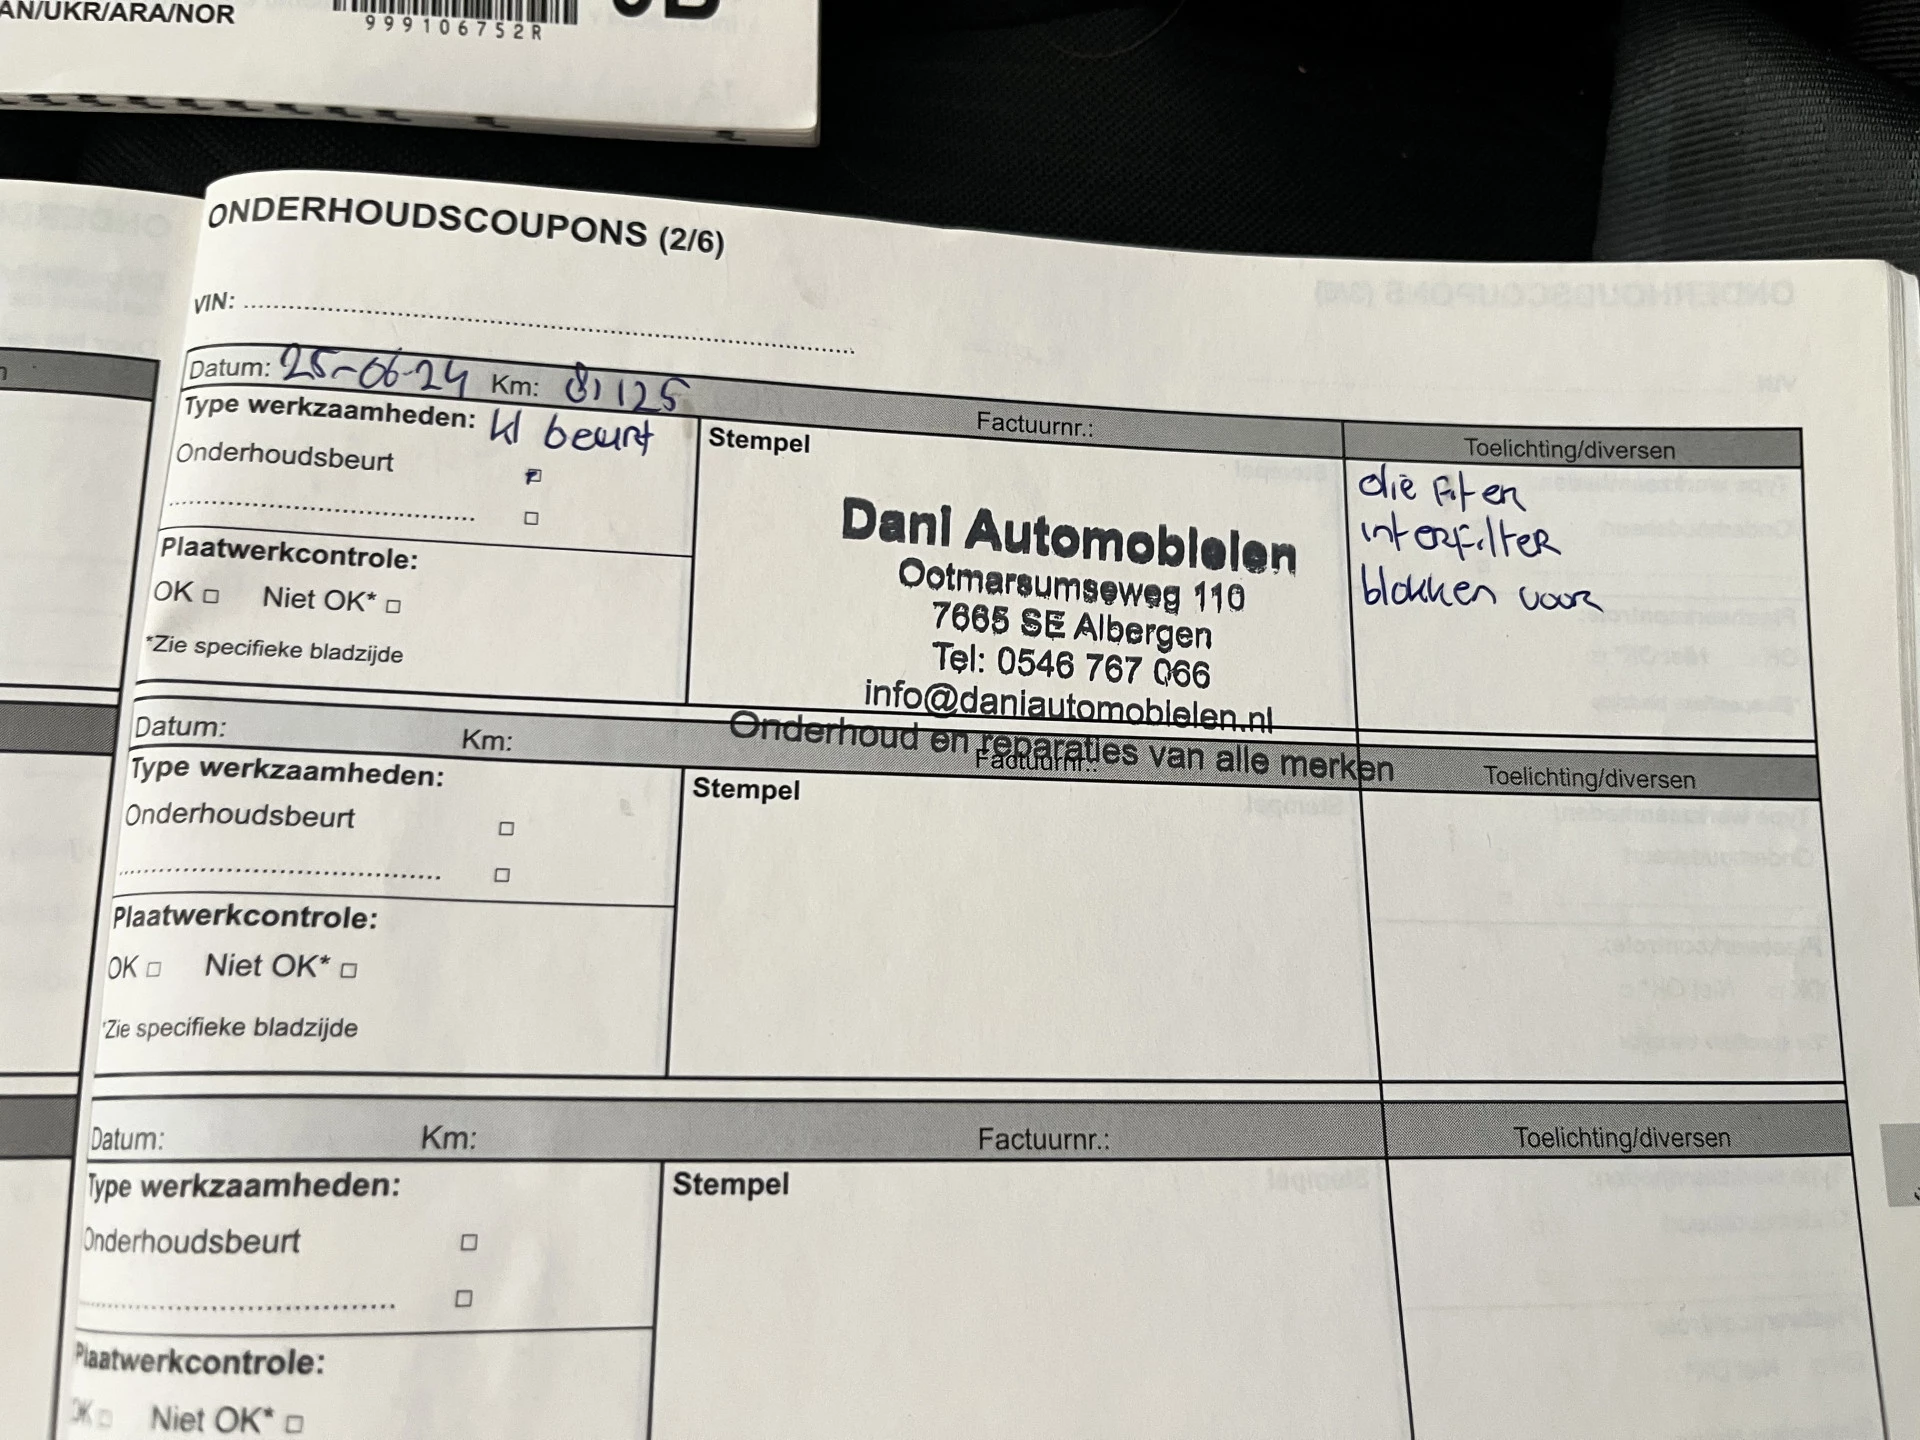 AN/UKR/ARA/NOR
999106752R
ONDERHOUDSCOUPONS (2/6)
VIN:
Datum: 25-06-24 Km: 81125 Factuurnr.: Toelichting/diversen
Type werkzaamheden: kl beurt
Stempel
Onderhoudsbeurt
Plaatwerkcontrole:
OK Niet OK*
*Zie specifieke bladzijde
Dani Automobielen
Ootmarsumseweg 110
7665 SE Albergen
Tel: 0546 767 066
info@daniautomobielen.nl
Onderhoud en reparaties van alle merken
olie en
interfilter
blokken voor
Datum: Km: Factuurnr.: Toelichting/diversen
Type werkzaamheden:
Stempel
Onderhoudsbeurt
Plaatwerkcontrole:
OK Niet OK*
*Zie specifieke bladzijde
Datum: Km: Factuurnr.: Toelichting/diversen
Type werkzaamheden:
Stempel
Onderhoudsbeurt
Plaatwerkcontrole:
OK Niet OK*